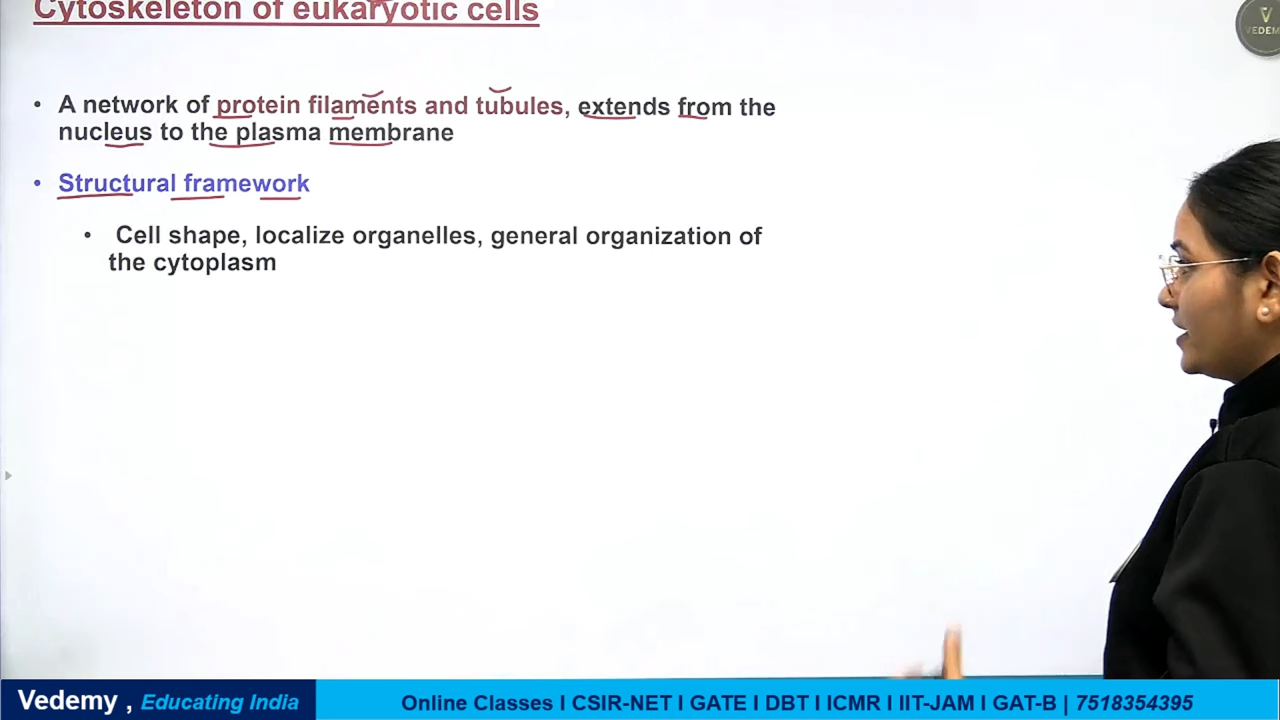 Cytoskeleton of eukaryotic cells
V
VEDEM
• A network of protein filaments and tubules, extends from the
nucleus to the plasma membrane
• Structural framework
• Cell shape, localize organelles, general organization of
the cytoplasm
Vedemy , Educating India
Online Classes I CSIR-NET I GATE I DBT I ICMR I IIT-JAM I GAT-B | 7518354395